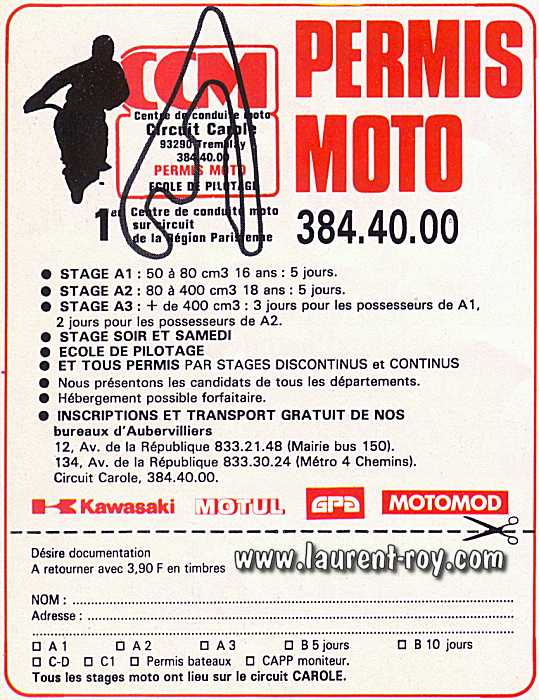 CCM
Centre de conduite moto
Circuit Carole
93290 Tremblay
384.40.00
PERMIS MOTO
ECOLE DE PILOTAGE
PERMIS
MOTO
1er Centre de conduite moto
sur circuit
de la Région Parisienne
384.40.00
● STAGE A1 : 50 à 80 cm3 16 ans : 5 jours.
● STAGE A2 : 80 à 400 cm3 18 ans : 5 jours.
● STAGE A3 : + de 400 cm3 : 3 jours pour les possesseurs de A1,
2 jours pour les possesseurs de A2.
● STAGE SOIR ET SAMEDI
● ECOLE DE PILOTAGE
● ET TOUS PERMIS PAR STAGES DISCONTINUS et CONTINUS
● Nous présentons les candidats de tous les départements.
● Hébergement possible forfaitaire.
● INSCRIPTIONS ET TRANSPORT GRATUIT DE NOS
bureaux d'Aubervilliers
12, Av. de la République 833.21.48 (Mairie bus 150).
134, Av. de la République 833.30.24 (Métro 4 Chemins).
Circuit Carole, 384.40.00.
Kawasaki MOTUL GPA MOTOMOD
Désire documentation
A retourner avec 3,90 F en timbres
www.laurent-roy.com
NOM :
Adresse :
□ A 1 □ A 2 □ A 3 □ B 5 jours □ B 10 jours
□ C-D □ C1 □ Permis bateaux □ CAPP moniteur.
Tous les stages moto ont lieu sur le circuit CAROLE.